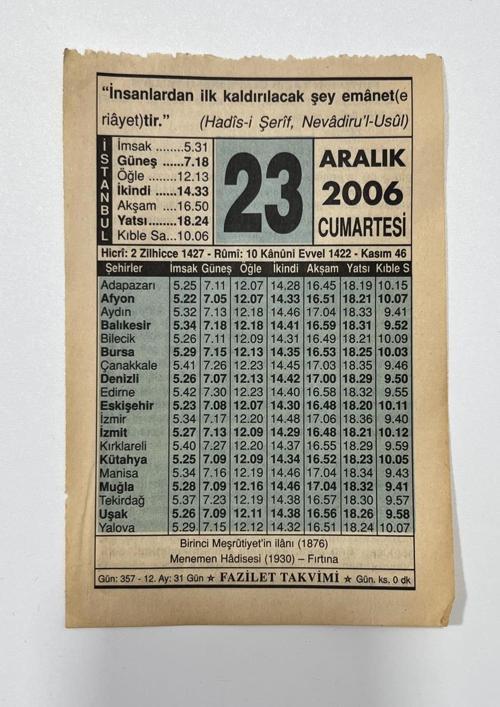 “İnsanlardan ilk kaldırılacak şey emânet(e
riâyet)tir.” (Hadîs-i Şerîf, Nevâdiru'l-Usûl)
İSTANBUL
İmsak ........5.31
Güneş ......7.18
Öğle ........12.13
İkindi ......14.33
Akşam ...16.50
Yatsı........18.24
Kıble Sa...10.06
23
ARALIK
2006
CUMARTESİ
Hicrî: 2 Zilhicce 1427 - Rûmî: 10 Kânûni Evvel 1422 - Kasım 46
Şehirler İmsak Güneş Öğle İkindi Akşam Yatsı Kıble S
Adapazarı 5.25 7.11 12.07 14.28 16.45 18.19 10.15
Afyon 5.22 7.05 12.07 14.33 16.51 18.21 10.07
Aydın 5.32 7.13 12.18 14.46 17.04 18.33 9.41
Balıkesir 5.34 7.18 12.18 14.41 16.59 18.31 9.52
Bilecik 5.26 7.11 12.09 14.31 16.49 18.21 10.09
Bursa 5.29 7.15 12.13 14.35 16.53 18.25 10.03
Çanakkale 5.41 7.26 12.23 14.45 17.03 18.35 9.46
Denizli 5.26 7.07 12.13 14.42 17.00 18.29 9.50
Edirne 5.42 7.30 12.23 14.40 16.58 18.32 9.55
Eskişehir 5.23 7.08 12.07 14.30 16.48 18.20 10.11
İzmir 5.34 7.17 12.20 14.48 17.06 18.36 9.40
İzmit 5.27 7.13 12.09 14.29 16.48 18.21 10.12
Kırklareli 5.40 7.27 12.20 14.37 16.55 18.29 9.59
Kütahya 5.25 7.09 12.09 14.34 16.52 18.23 10.05
Manisa 5.34 7.16 12.19 14.46 17.04 18.34 9.43
Muğla 5.28 7.09 12.16 14.46 17.04 18.32 9.41
Tekirdağ 5.37 7.23 12.19 14.38 16.57 18.30 9.57
Uşak 5.26 7.09 12.11 14.38 16.56 18.26 9.58
Yalova 5.29 7.15 12.12 14.32 16.51 18.24 10.07
Birinci Meşrûtiyet'in ilânı (1876)
Menemen Hâdisesi (1930) – Fırtına
Gün: 357 - 12. Ay: 31 Gün ★ FAZİLET TAKVİMİ ★ Gün. ks. 0 dk